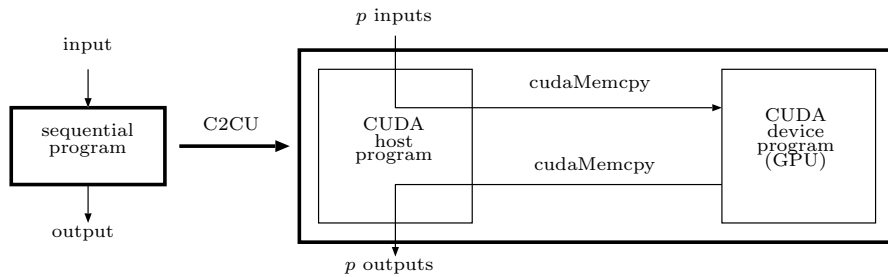 input
sequential
program
output
C2CU
p inputs
CUDA
host
program
cudaMemcpy
cudaMemcpy
CUDA
device
program
(GPU)
p outputs